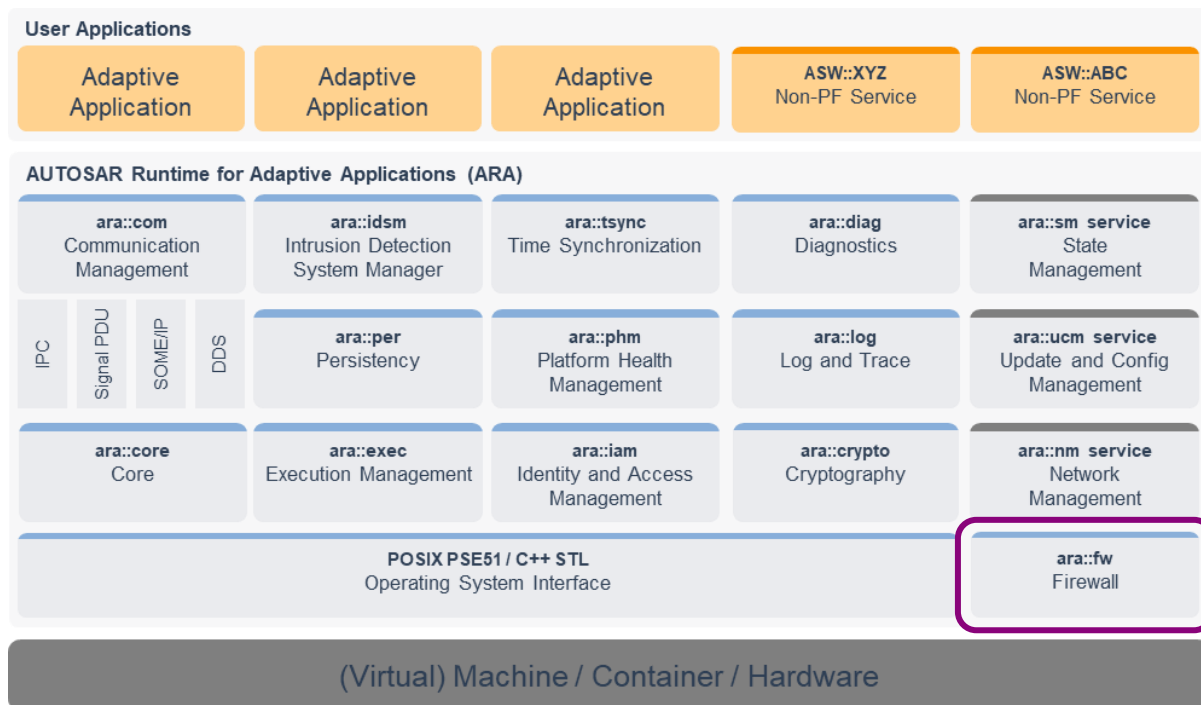 User Applications
Adaptive
Application
Adaptive
Application
Adaptive
Application
ASW::XYZ
Non-PF Service
ASW::ABC
Non-PF Service
AUTOSAR Runtime for Adaptive Applications (ARA)
ara::com
Communication
Management
ara::idsm
Intrusion Detection
System Manager
ara::tsync
Time Synchronization
ara::diag
Diagnostics
ara::sm service
State
Management
IPC
Signal PDU
SOME/IP
DDS
ara::per
Persistency
ara::phm
Platform Health
Management
ara::log
Log and Trace
ara::ucm service
Update and Config
Management
ara::core
Core
ara::exec
Execution Management
ara::iam
Identity and Access
Management
ara::crypto
Cryptography
ara::nm service
Network
Management
POSIX PSE51 / C++ STL
Operating System Interface
ara::fw
Firewall
(Virtual) Machine / Container / Hardware